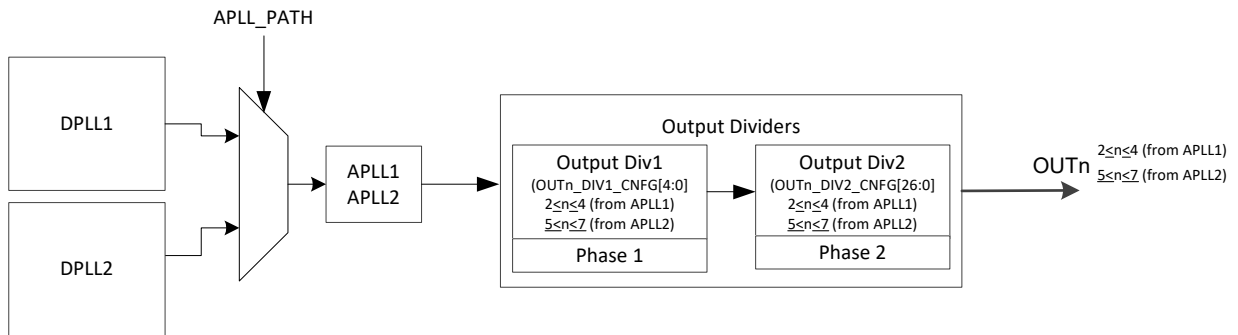 APLL_PATH
DPLL1
DPLL2
APLL1
APLL2
Output Dividers
Output Div1
(OUTn_DIV1_CNFG[4:0]
2<n<4 (from APLL1)
5<n<7 (from APLL2)
Phase 1
Output Div2
(OUTn_DIV2_CNFG[26:0]
2<n<4 (from APLL1)
5<n<7 (from APLL2)
Phase 2
OUTn
2<n<4 (from APLL1)
5<n<7 (from APLL2)